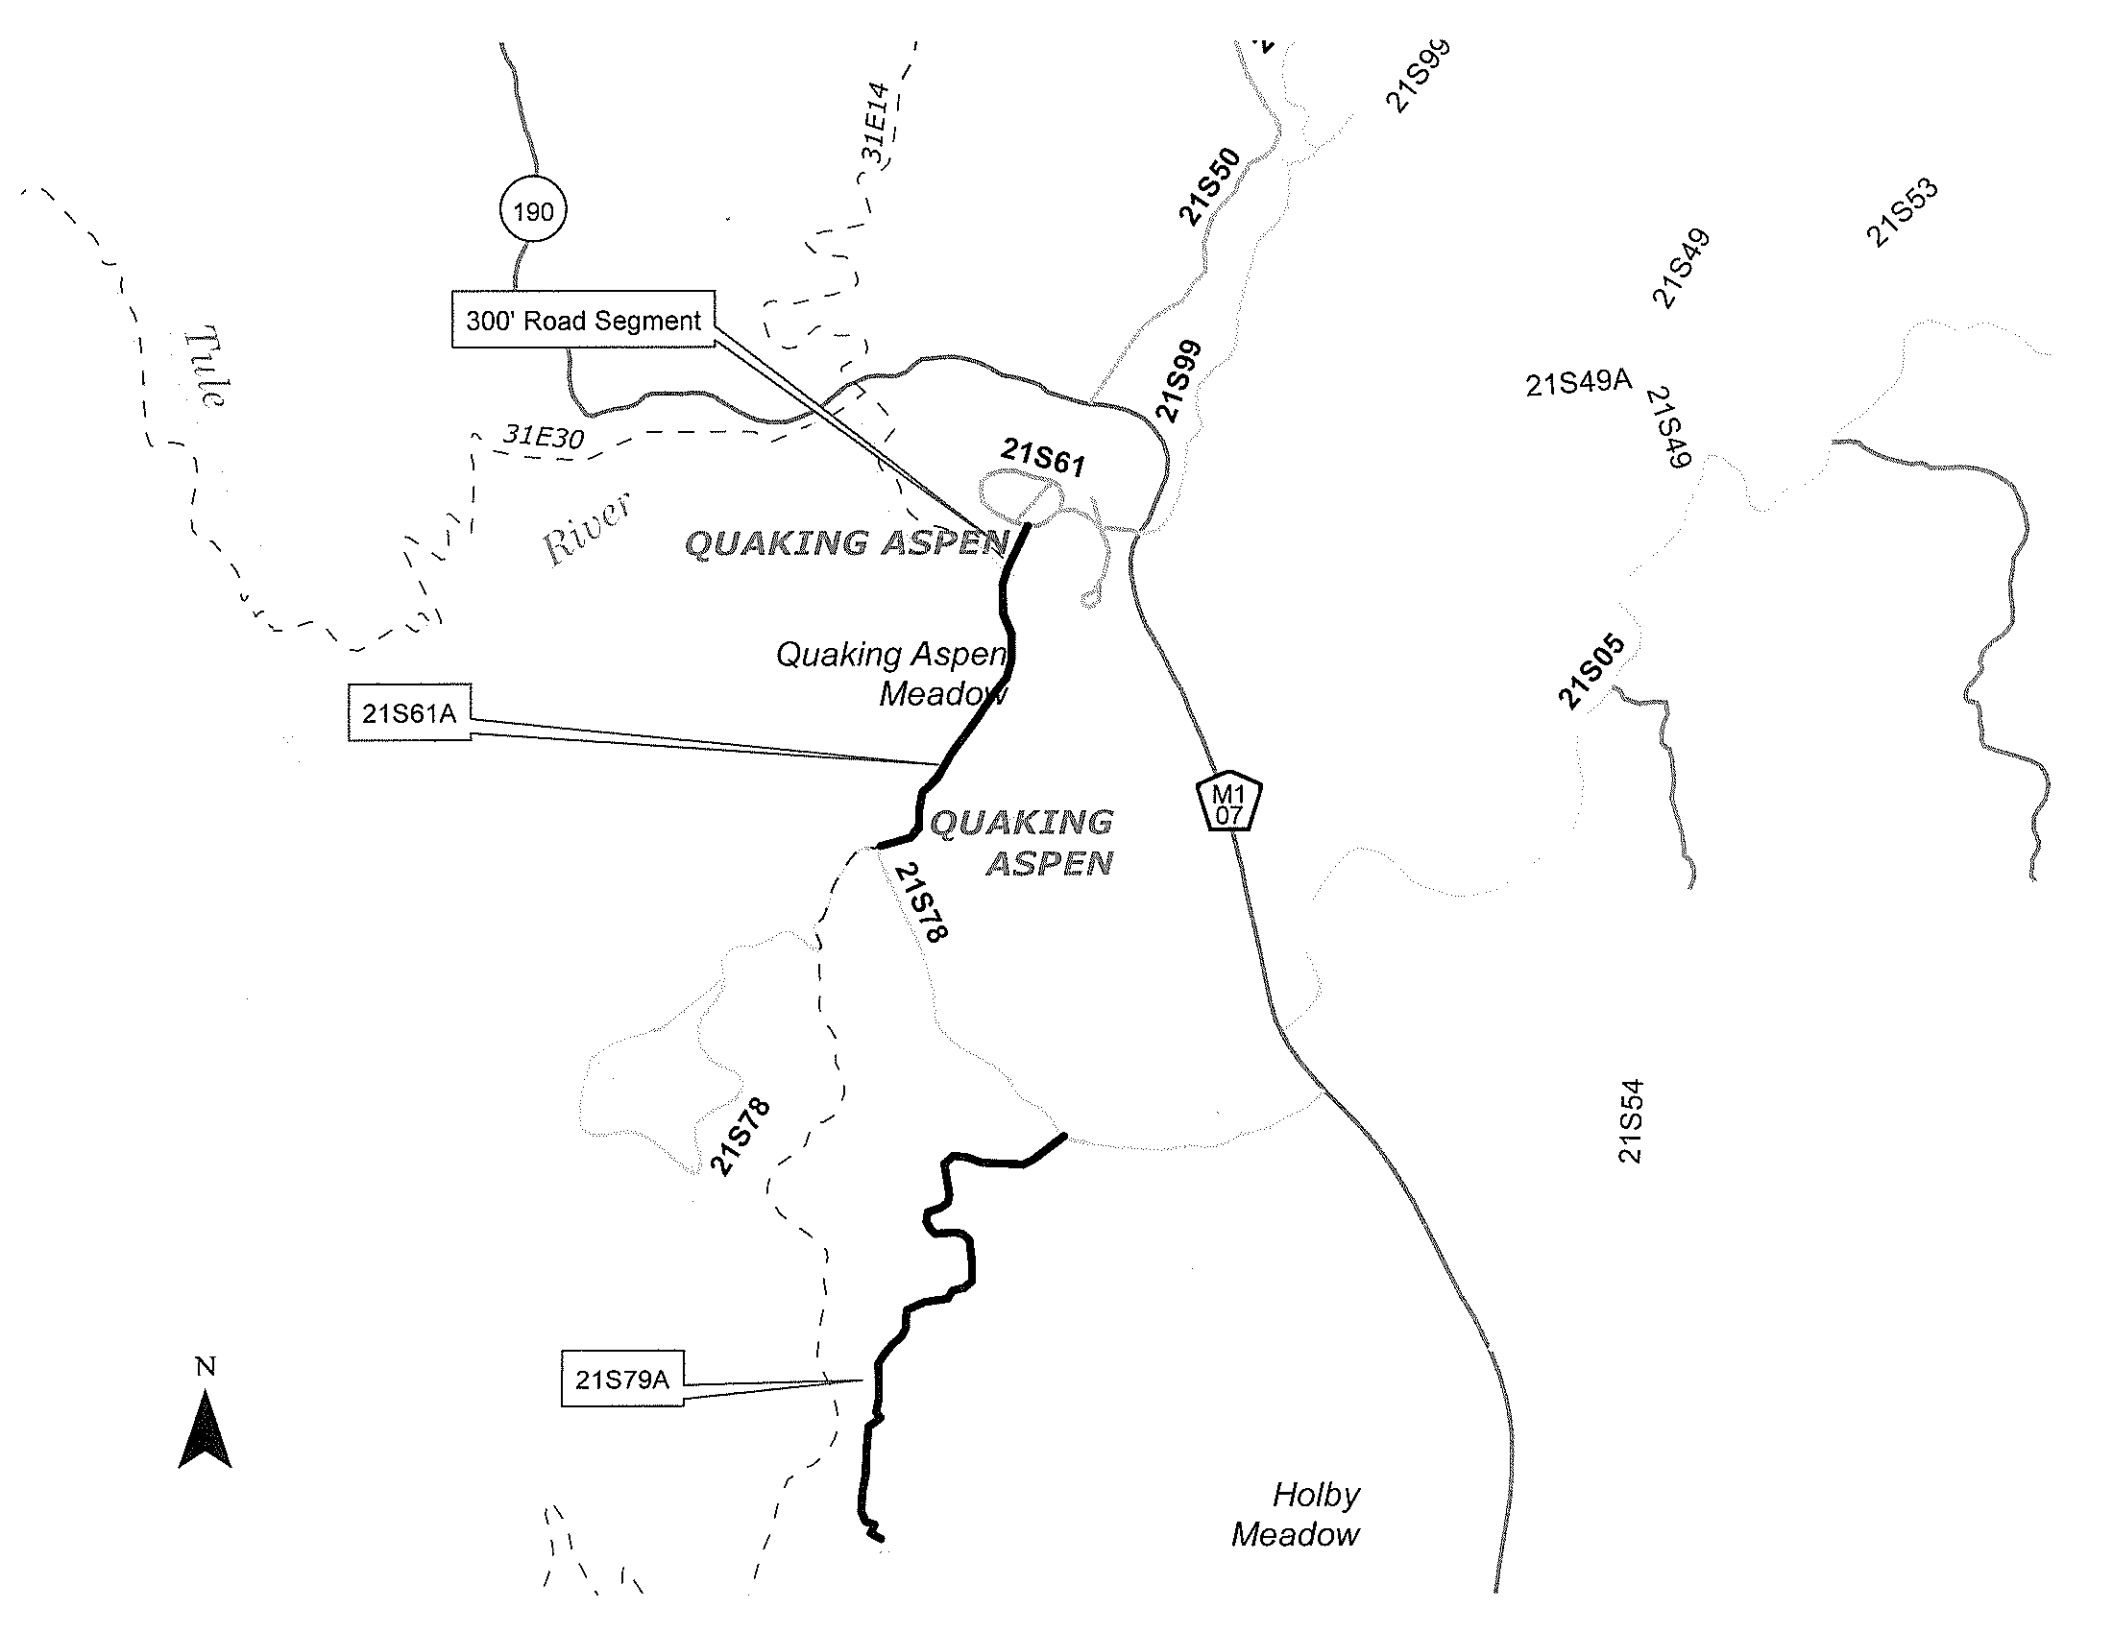 21S99
31E14
21S50
21S53
190
21S49
300' Road Segment
Tule
21S99
21S49A
21S49
31E30
21S61
River
QUAKING ASPEN
Quaking Aspen
Meadow
21S05
21S61A
M1
07
QUAKING
ASPEN
21S78
21S78
21S54
N
21S79A
Holby
Meadow